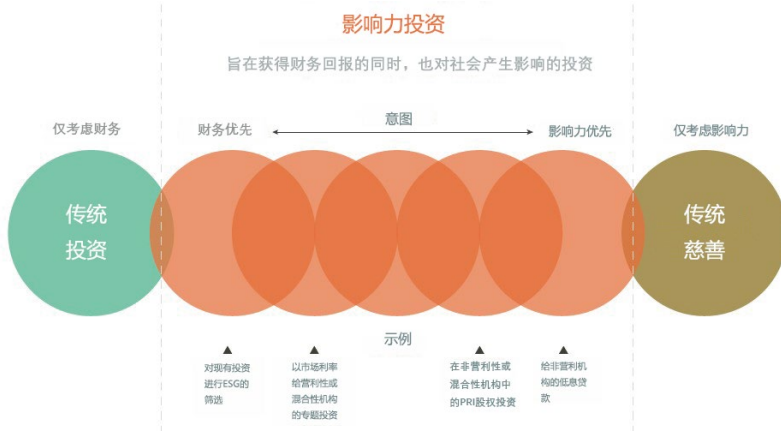 影响力投资
旨在获得财务回报的同时，也对社会产生影响的投资
仅考虑财务
财务优先
意图
影响力优先
仅考虑影响力
传统
投资
传统
慈善
示例
对现有投资
进行ESG的
筛选
以市场利率
给营利性或
混合性机构
的专题投资
在非营利性或
混合性机构中
的PRI股权投资
给非营利机
构的低息贷
款